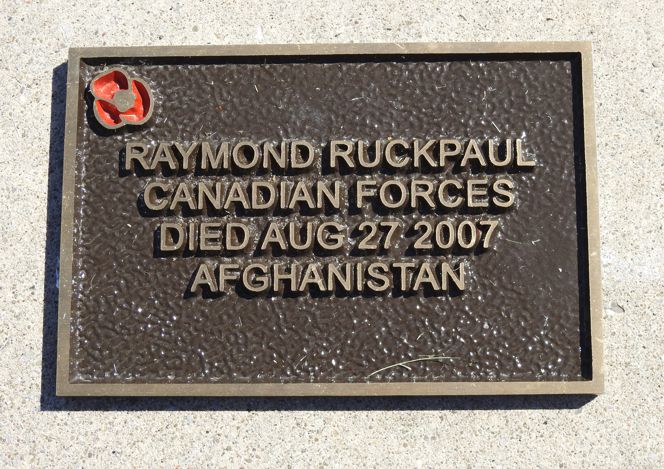 RAYMOND RUCKPAUL
CANADIAN FORCES
DIED AUG 27 2007
AFGHANISTAN